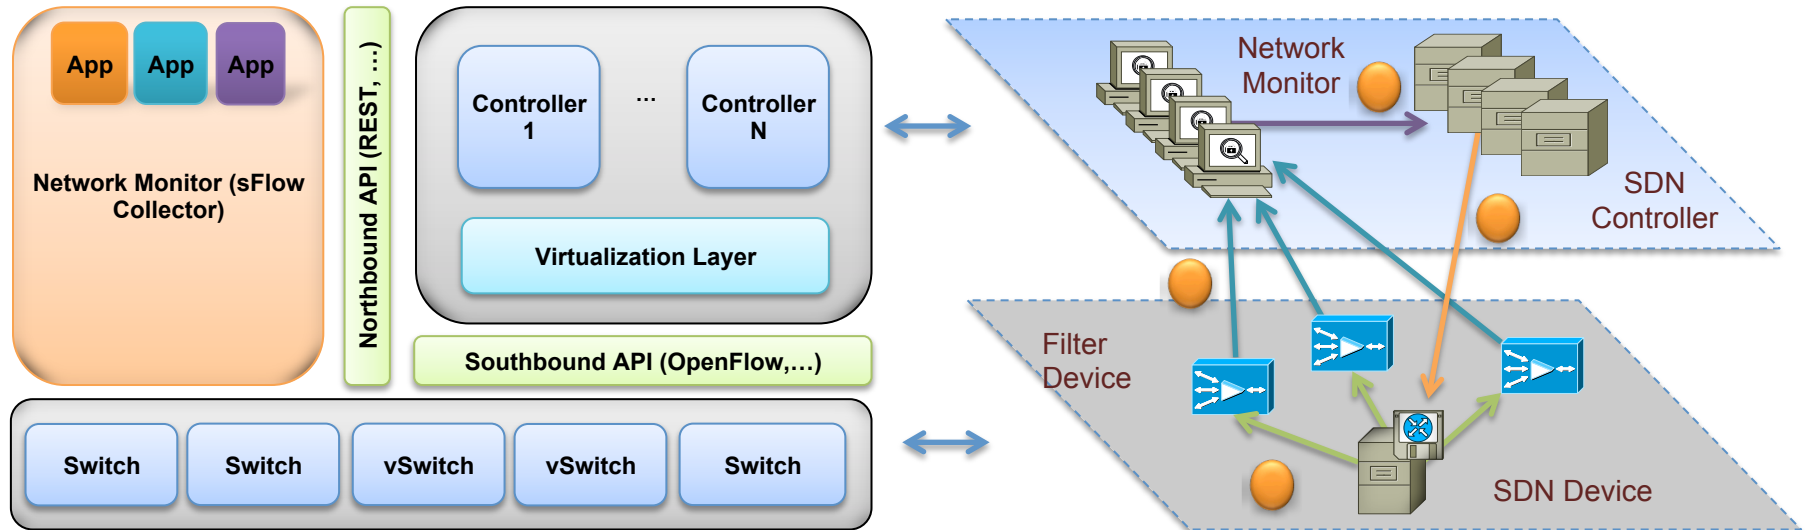 App
App
App
Network Monitor (sFlow
Collector)
Northbound API (REST, …)
Controller
1
...
Controller
N
Virtualization Layer
Southbound API (OpenFlow,…)
Switch
Switch
vSwitch
vSwitch
Switch
Network
Monitor
SDN
Controller
Filter
Device
SDN Device